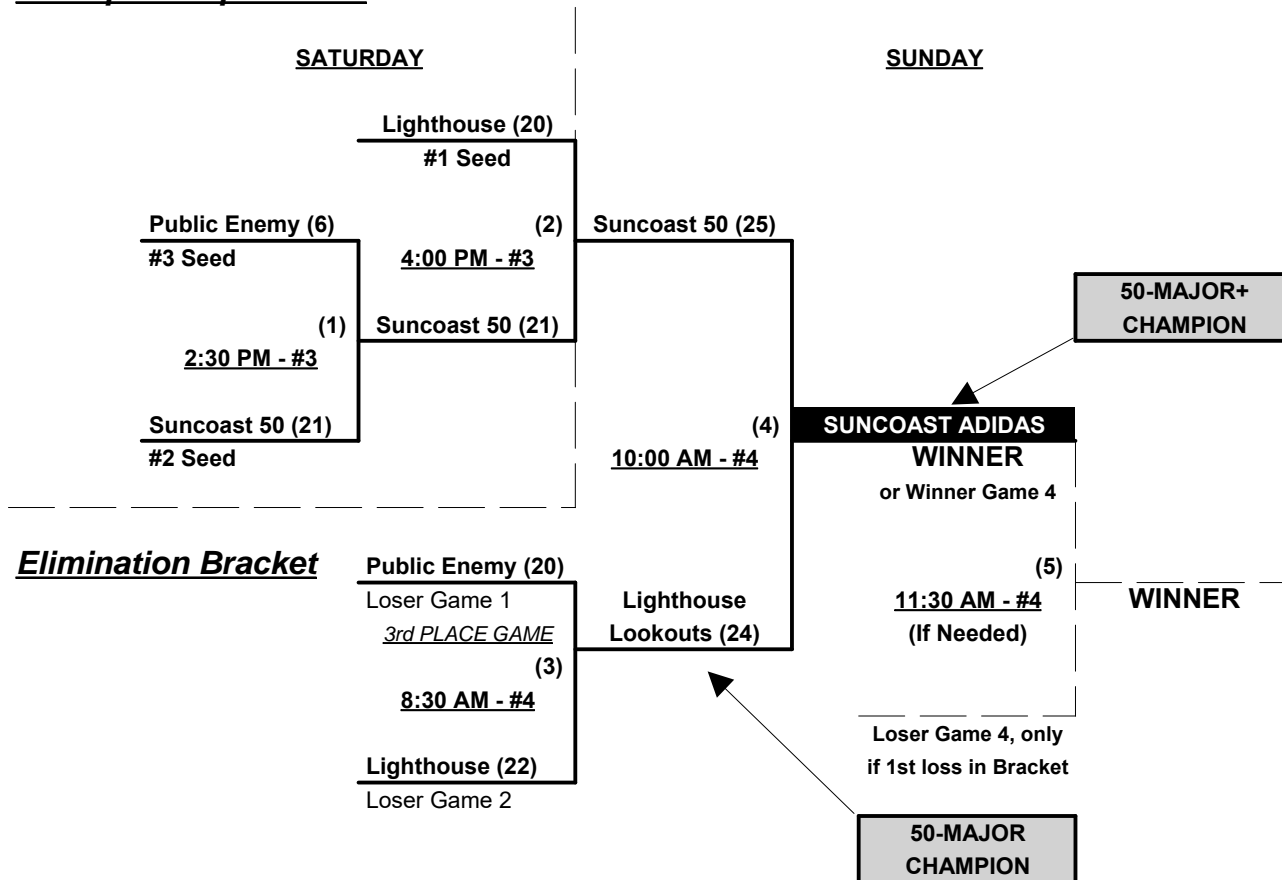 SATURDAY
SUNDAY
Lighthouse (20)
#1 Seed
Public Enemy (6)
(2)
Suncoast 50 (25)
#3 Seed
4:00 PM - #3
50-MAJOR+
CHAMPION
(1)
Suncoast 50 (21)
2:30 PM - #3
Suncoast 50 (21)
(4)
SUNCOAST ADIDAS
#2 Seed
10:00 AM - #4
WINNER
or Winner Game 4
Elimination Bracket
Public Enemy (20)
(5)
Loser Game 1
Lighthouse
11:30 AM - #4
WINNER
3rd PLACE GAME
Lookouts (24)
(If Needed)
(3)
8:30 AM - #4
Loser Game 4, only
Lighthouse (22)
if 1st loss in Bracket
Loser Game 2
50-MAJOR
CHAMPION